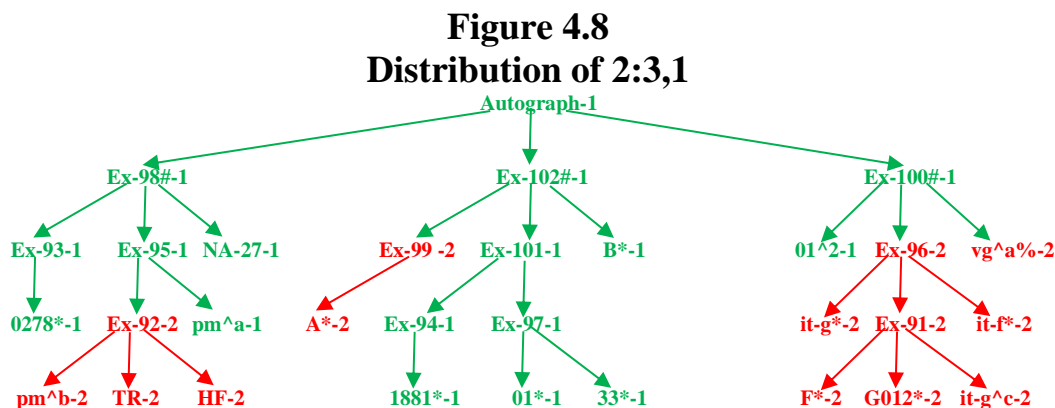 Figure 4.8
Distribution of 2:3,1
Autograph-1
Ex-98#-1 Ex-102#-1 Ex-100#-1
Ex-93-1 Ex-95-1 NA-27-1 Ex-99 -2 Ex-101-1 B*-1 01^2-1 Ex-96-2 vg^a%-2
0278*-1 Ex-92-2 pm^a-1 A*-2 Ex-94-1 Ex-97-1 it-g*-2 Ex-91-2 it-f*-2
pm^b-2 TR-2 HF-2 1881*-1 01*-1 33*-1 F*-2 G012*-2 it-g^c-2